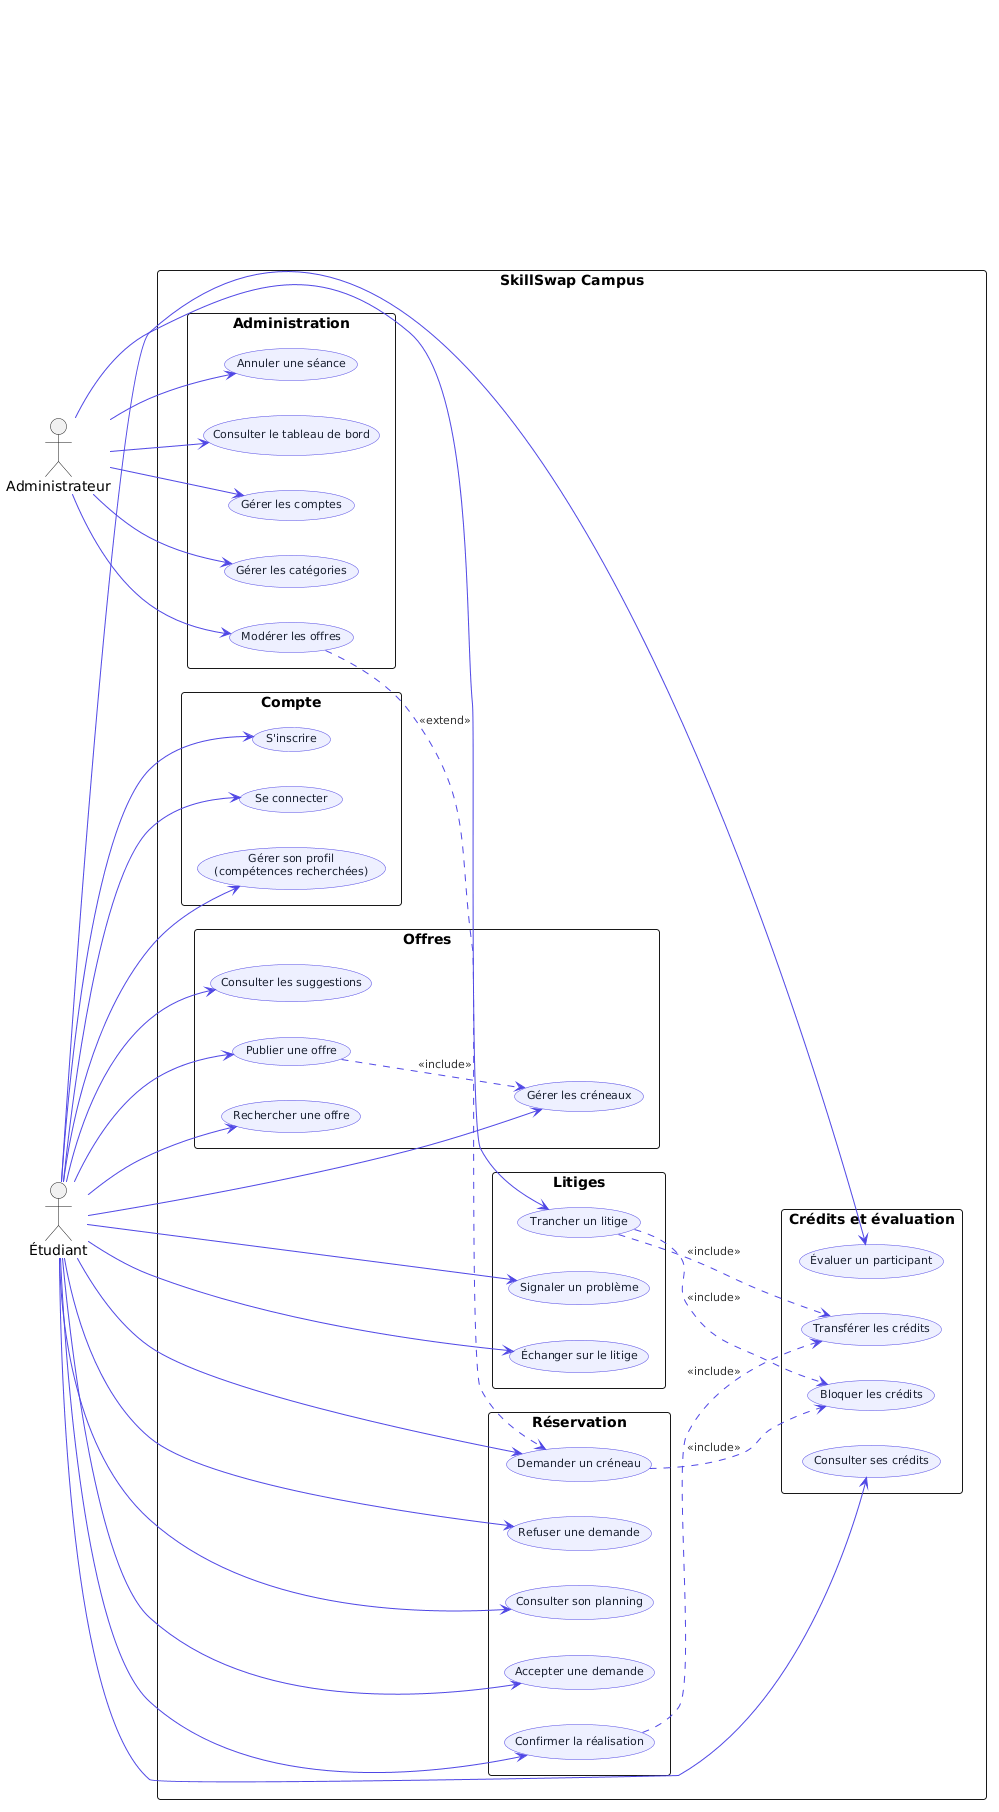 SkillSwap Campus
Administration
Annuler une séance
Consulter le tableau de bord
Administrateur
Gérer les comptes
Gérer les catégories
Modérer les offres
Compte
«extend»
S'inscrire
Se connecter
Gérer son profil
(compétences recherchées)
Offres
Consulter les suggestions
Publier une offre
«include»
Gérer les créneaux
Rechercher une offre
Litiges
Trancher un litige
Étudiant
Crédits et évaluation
«include»
Évaluer un participant
Signaler un problème
«include»
Transférer les crédits
Échanger sur le litige
«include»
Bloquer les crédits
Réservation
«include»
Demander un créneau
Consulter ses crédits
Refuser une demande
Consulter son planning
Accepter une demande
Confirmer la réalisation